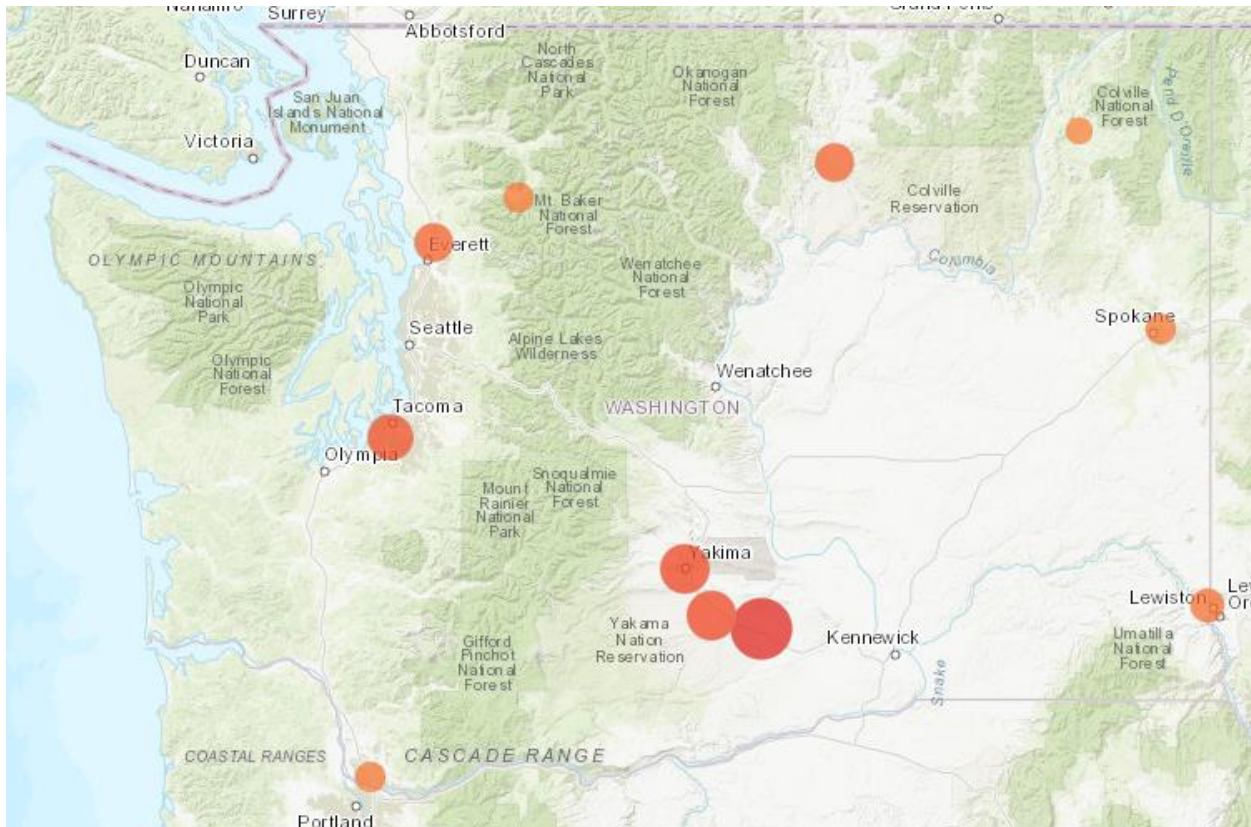 Surrey
Abbotsford
Duncan
North
Cascades
National
Park
Okanogan
National
Forest
Colville
National
Forest
Pend O'Oreille
San Juan
Islands National
Monument
Victoria
Mt Baker
National
Forest
Colville
Reservation
Everett
OLYMPIC MOUNTAINS
Olympic
National
Park
Wenatchee
National
Forest
Columbia
Seattle
Spokane
Alpine Lakes
Wilderness
Olympic
National
Forest
Wenatchee
Tacoma
WASHINGTON
Olympia
Snoqualmie
National
Forest
Mount
Rainier
National
Park
Yakima
Lewiston
Yakama
Nation
Reservation
Kennewick
Gifford
Pinchot
National
Forest
Umatilla
National
Forest
Snake
COASTAL RANGES
CASCADE RANGE
Portland